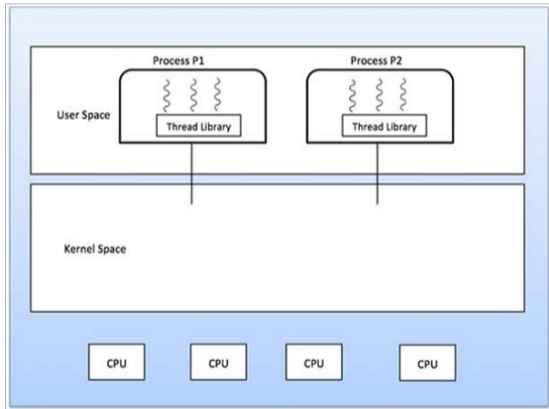 Process P1
Process P2
User Space
Thread Library
Thread Library
Kernel Space
CPU
CPU
CPU
CPU